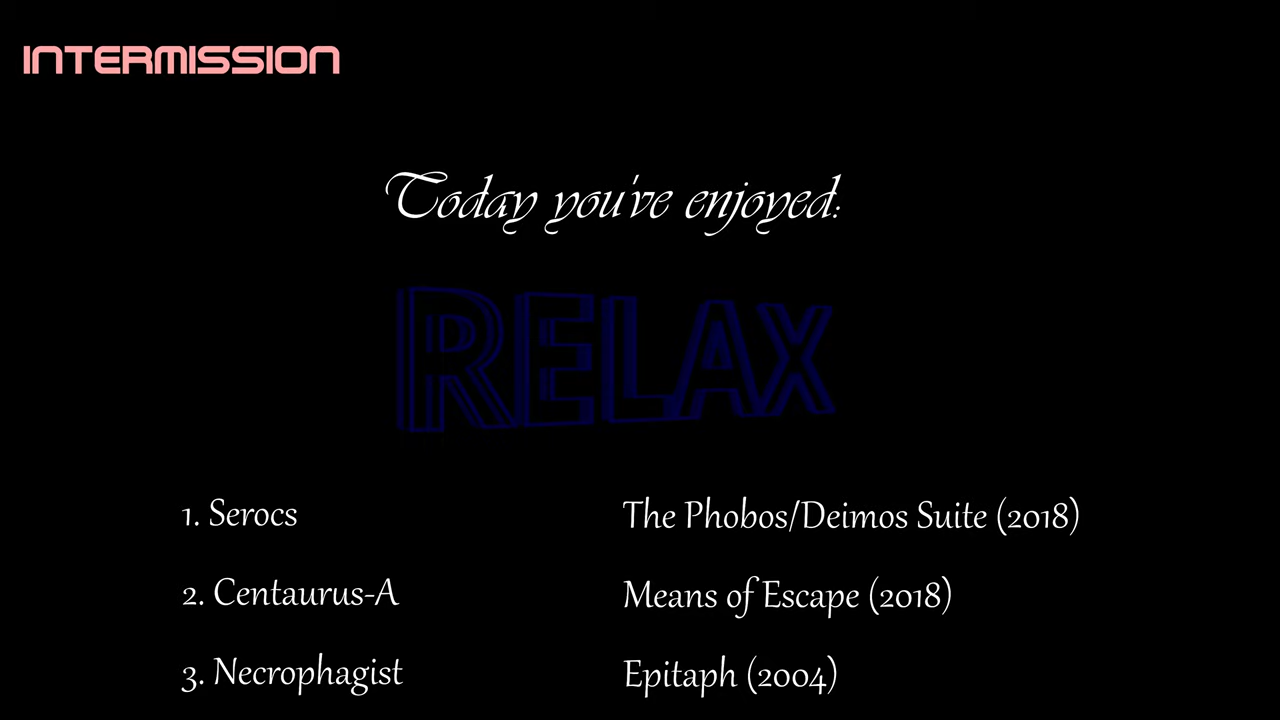 INTERMISSION
Today you've enjoyed:
RELAX
1. Serocs The Phobos/Deimos Suite (2018)
2. Centaurus-A Means of Escape (2018)
3. Necrophagist Epitaph (2004)